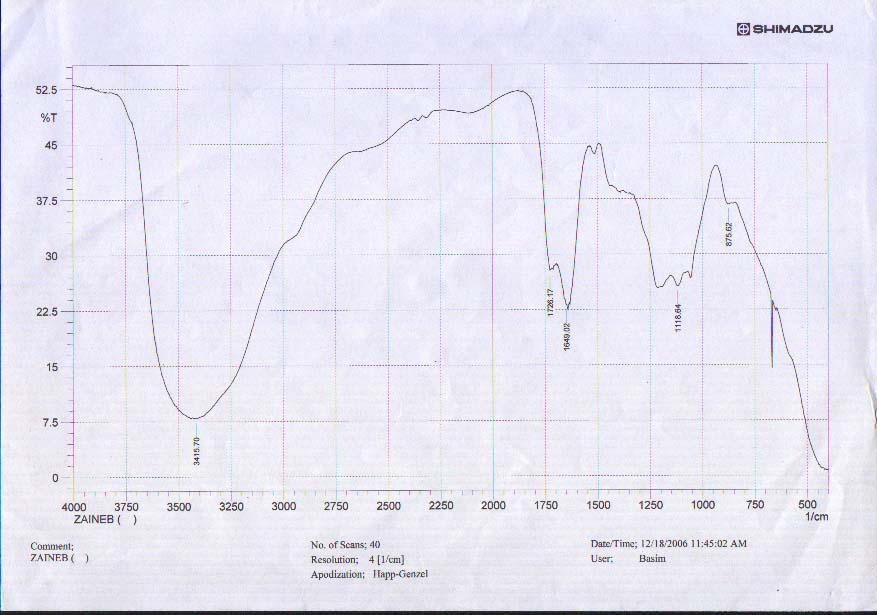 SHIMADZU
52.5
%T
45
37.5
30
22.5
15
7.5
0
3415.70
1726.17
1649.02
1118.64
875.62
4000 3750 3500 3250 3000 2750 2500 2250 2000 1750 1500 1250 1000 750 500
ZAINEB ( )
1/cm
Comment;
ZAINEB ( )
No. of Scans; 40
Resolution; 4 [1/cm]
Apodization; Happ-Genzel
Date/Time; 12/18/2006 11:45:02 AM
User; Basim